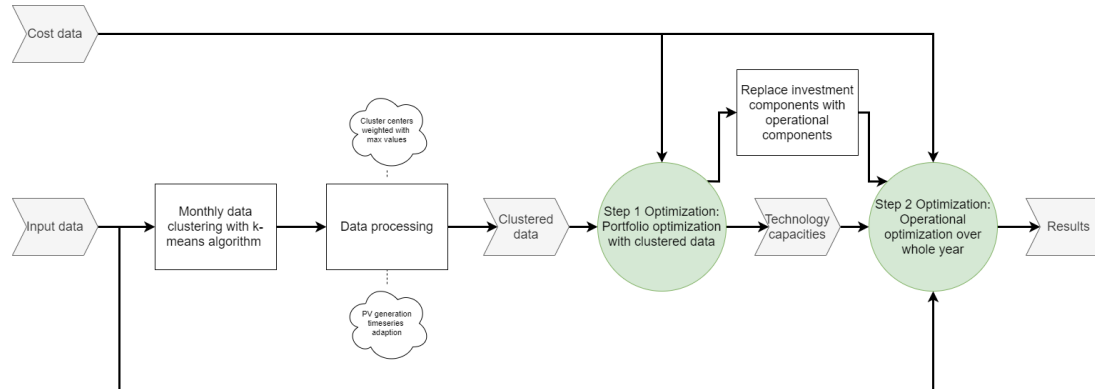 Cost data
Replace investment
components with
operational
components
Cluster centers
weighted with
max values
Input data
Monthly data
clustering with k-
means algorithm
Data processing
Clustered
data
Step 1 Optimization:
Portfolio optimization
with clustered data
Technology
capacities
Step 2 Optimization:
Operational
optimization over
whole year
Results
PV generation
timeseries
adaption